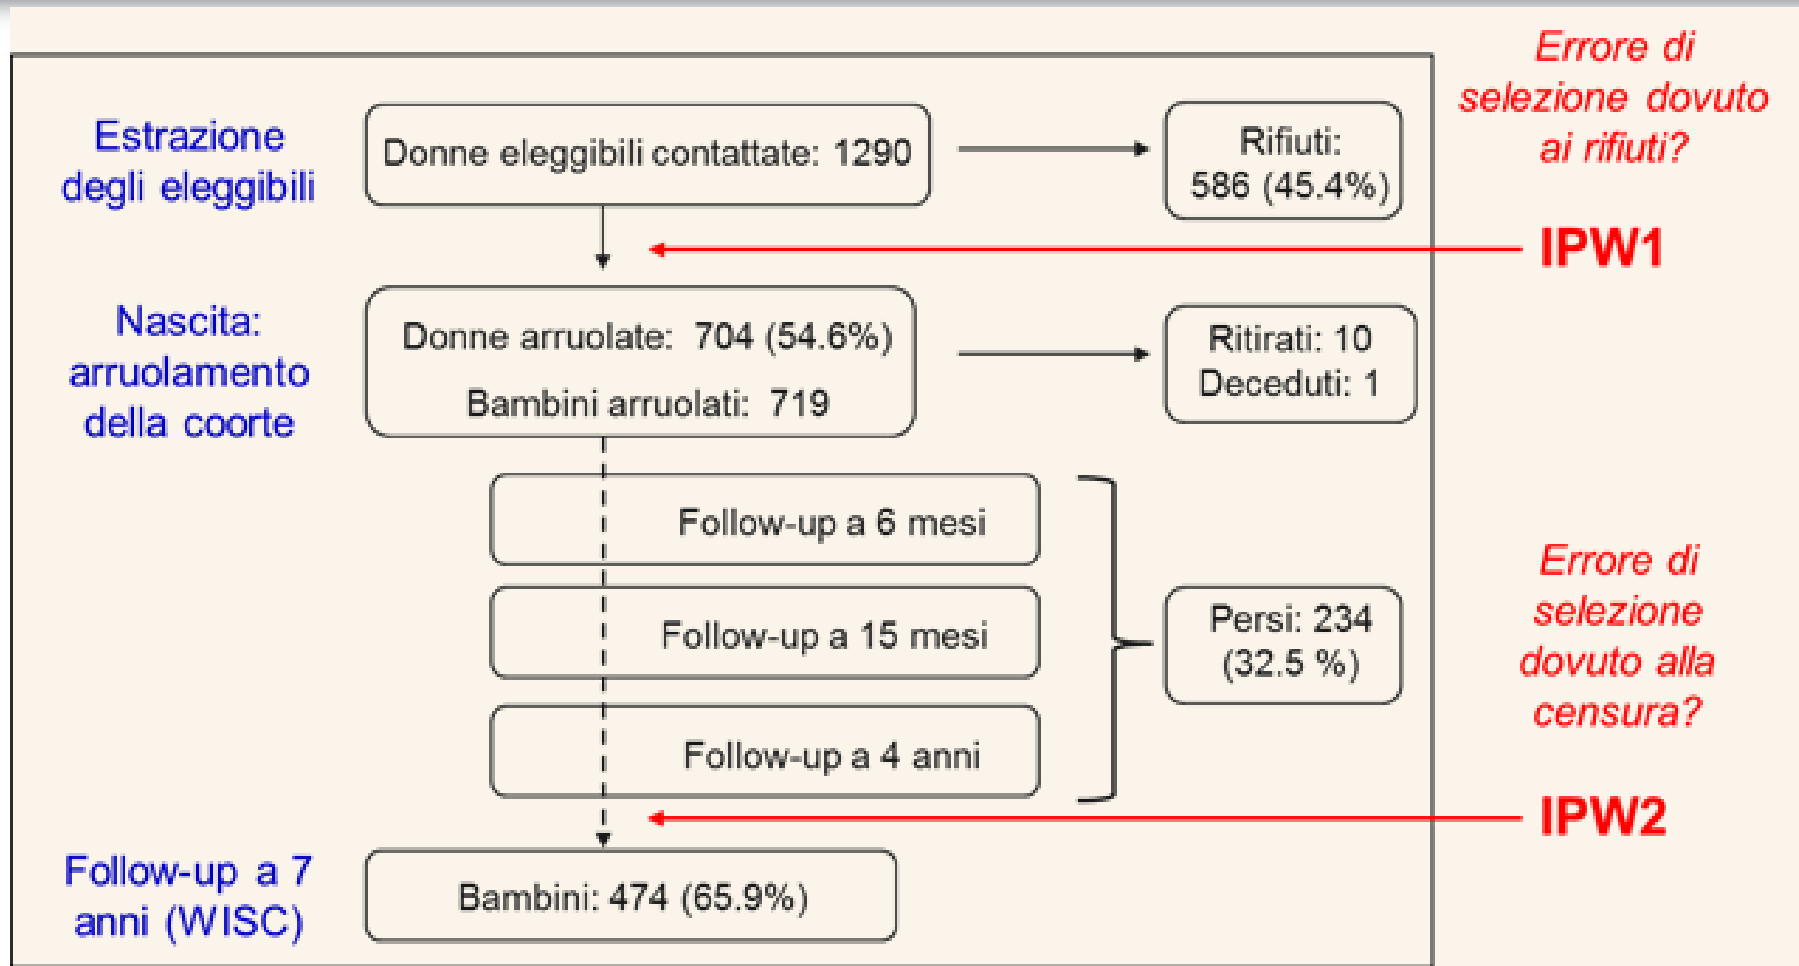 Errore di
selezione dovuto
ai rifiuti?
Estrazione
degli eleggibili
Donne eleggibili contattate: 1290
Rifiuti:
586 (45.4%)
IPW1
Nascita:
arruolamento
della coorte
Donne arruolate: 704 (54.6%)
Bambini arruolati: 719
Ritirati: 10
Deceduti: 1
Follow-up a 6 mesi
Follow-up a 15 mesi
Follow-up a 4 anni
Persi: 234
(32.5 %)
Errore di
selezione
dovuto alla
censura?
IPW2
Follow-up a 7
anni (WISC)
Bambini: 474 (65.9%)